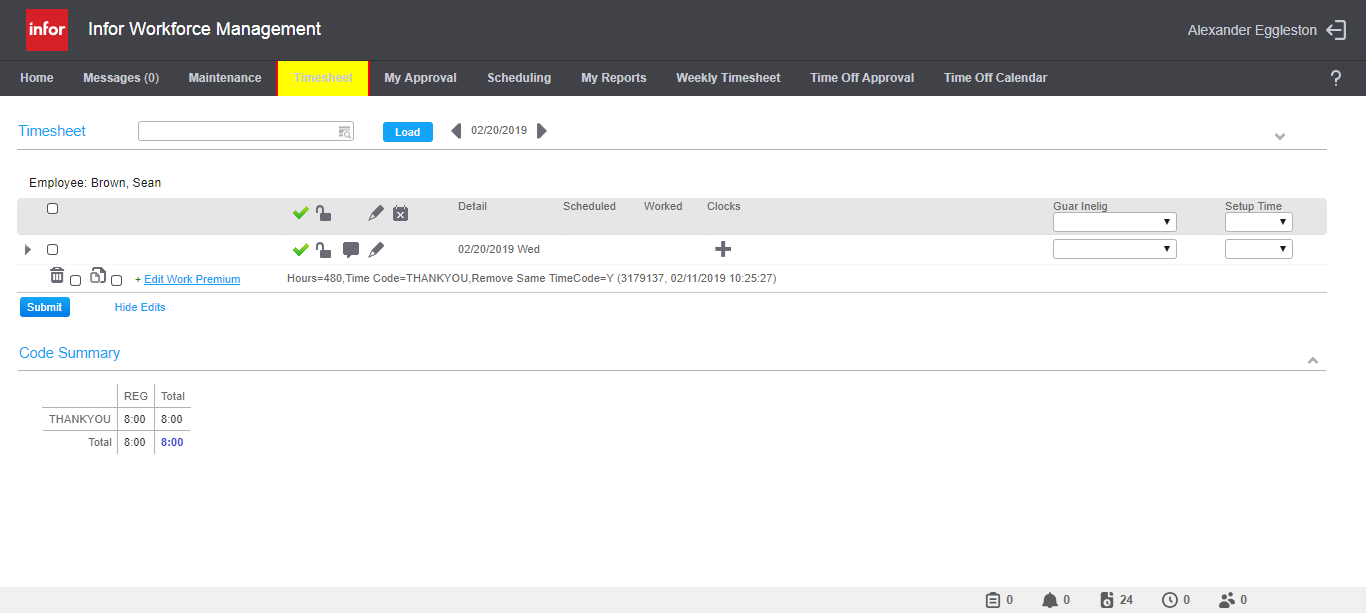 infor Infor Workforce Management Alexander Eggleston
Home Messages (0) Maintenance Timesheet My Approval Scheduling My Reports Weekly Timesheet Time Off Approval Time Off Calendar ?
Timesheet Load 02/20/2019
Employee: Brown, Sean
Detail Scheduled Worked Clocks Guar Inelig Setup Time
02/20/2019 Wed
+ Edit Work Premium Hours=480,Time Code=THANKYOU,Remove Same TimeCode=Y (3179137, 02/11/2019 10:25:27)
Submit Hide Edits
Code Summary
REG Total
THANKYOU 8:00 8:00
Total 8:00 8:00
0 0 24 0 0